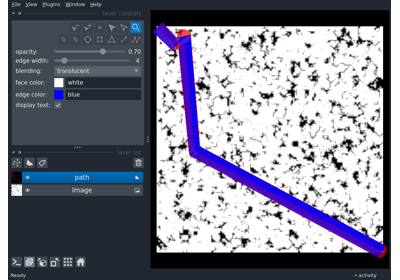 File View Plugins Window Help
layer controls
opacity: 0.70
edge width: 4
blending: translucent
face color: white
edge color: blue
display text:
layer list
path
Image
Ready
activity